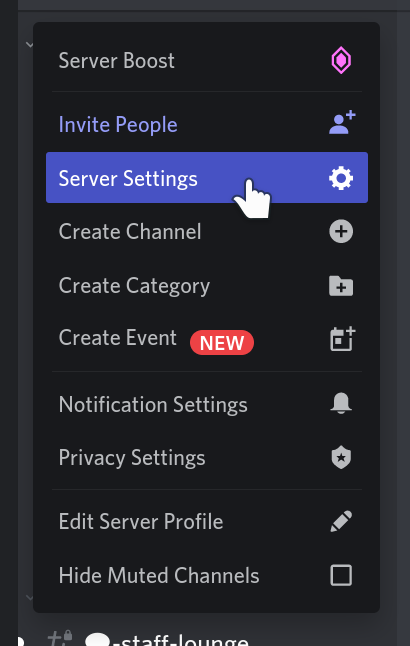 Server Boost
Invite People
Server Settings
Create Channel
Create Category
Create Event NEW
Notification Settings
Privacy Settings
Edit Server Profile
Hide Muted Channels
-staff-lounge